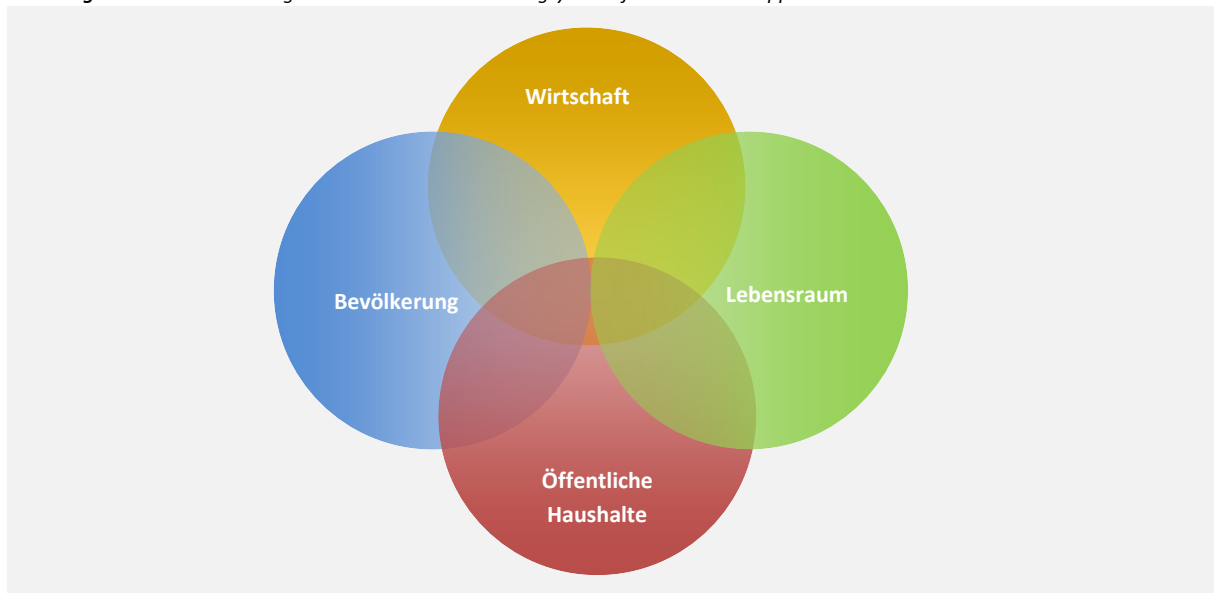 Wirtschaft
Bevölkerung
Lebensraum
Öffentliche
Haushalte